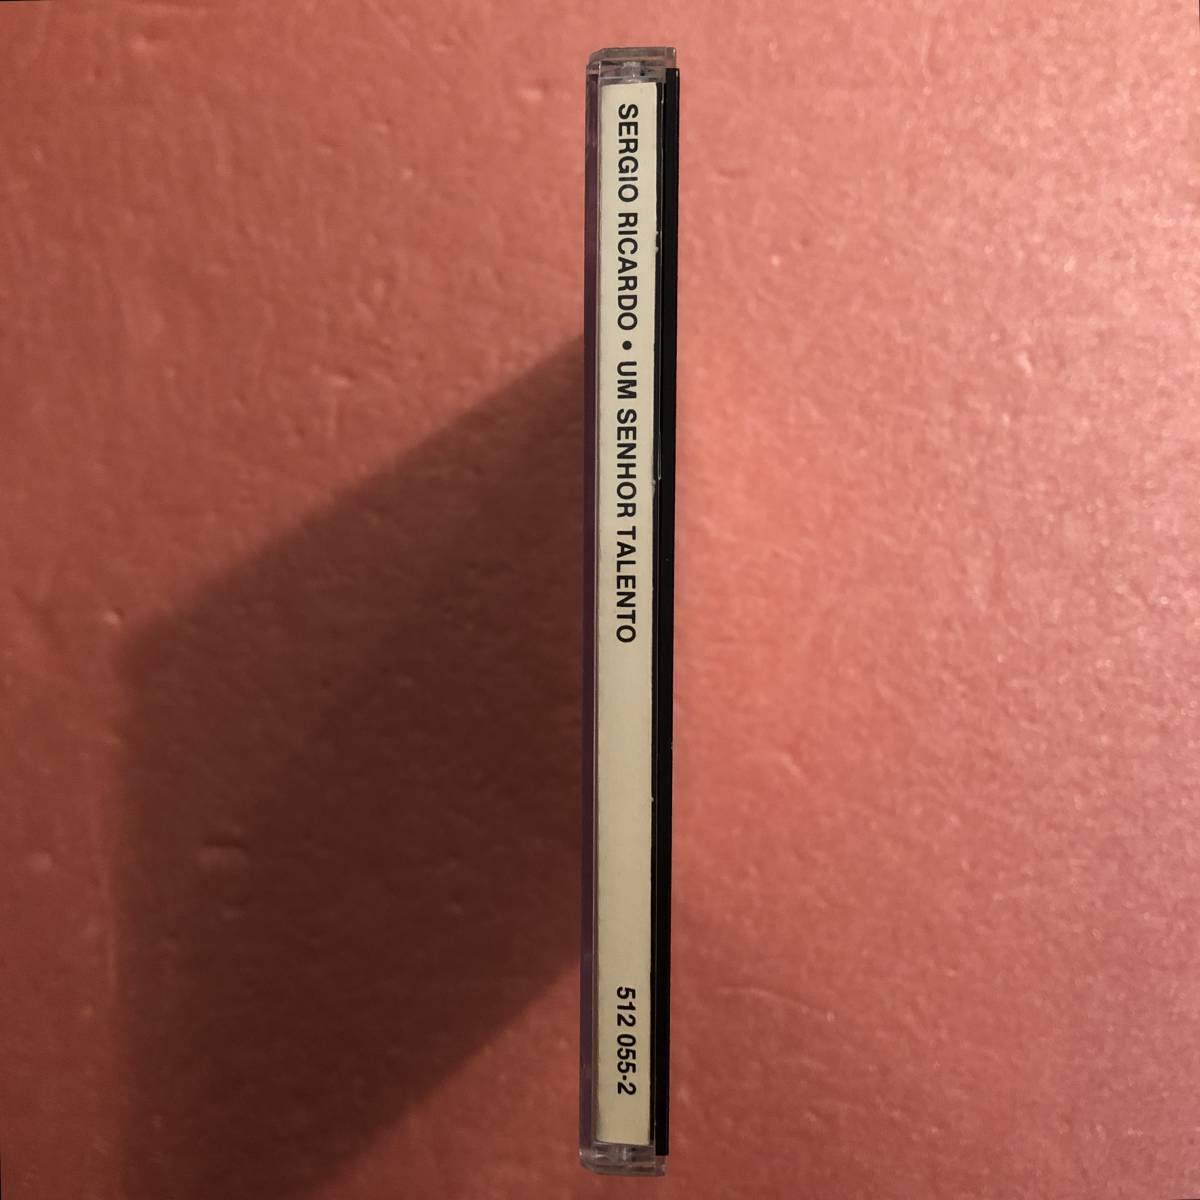 SERGIO RICARDO • UM SENHOR TALENTO
512 055-2